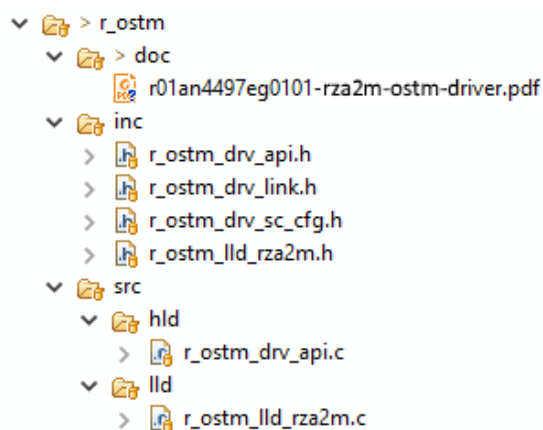 > r_ostm
> doc
r01an4497eg0101-rza2m-ostm-driver.pdf
inc
r_ostm_drv_api.h
r_ostm_drv_link.h
r_ostm_drv_sc_cfg.h
r_ostm_lld_rza2m.h
src
hld
r_ostm_drv_api.c
lld
r_ostm_lld_rza2m.c